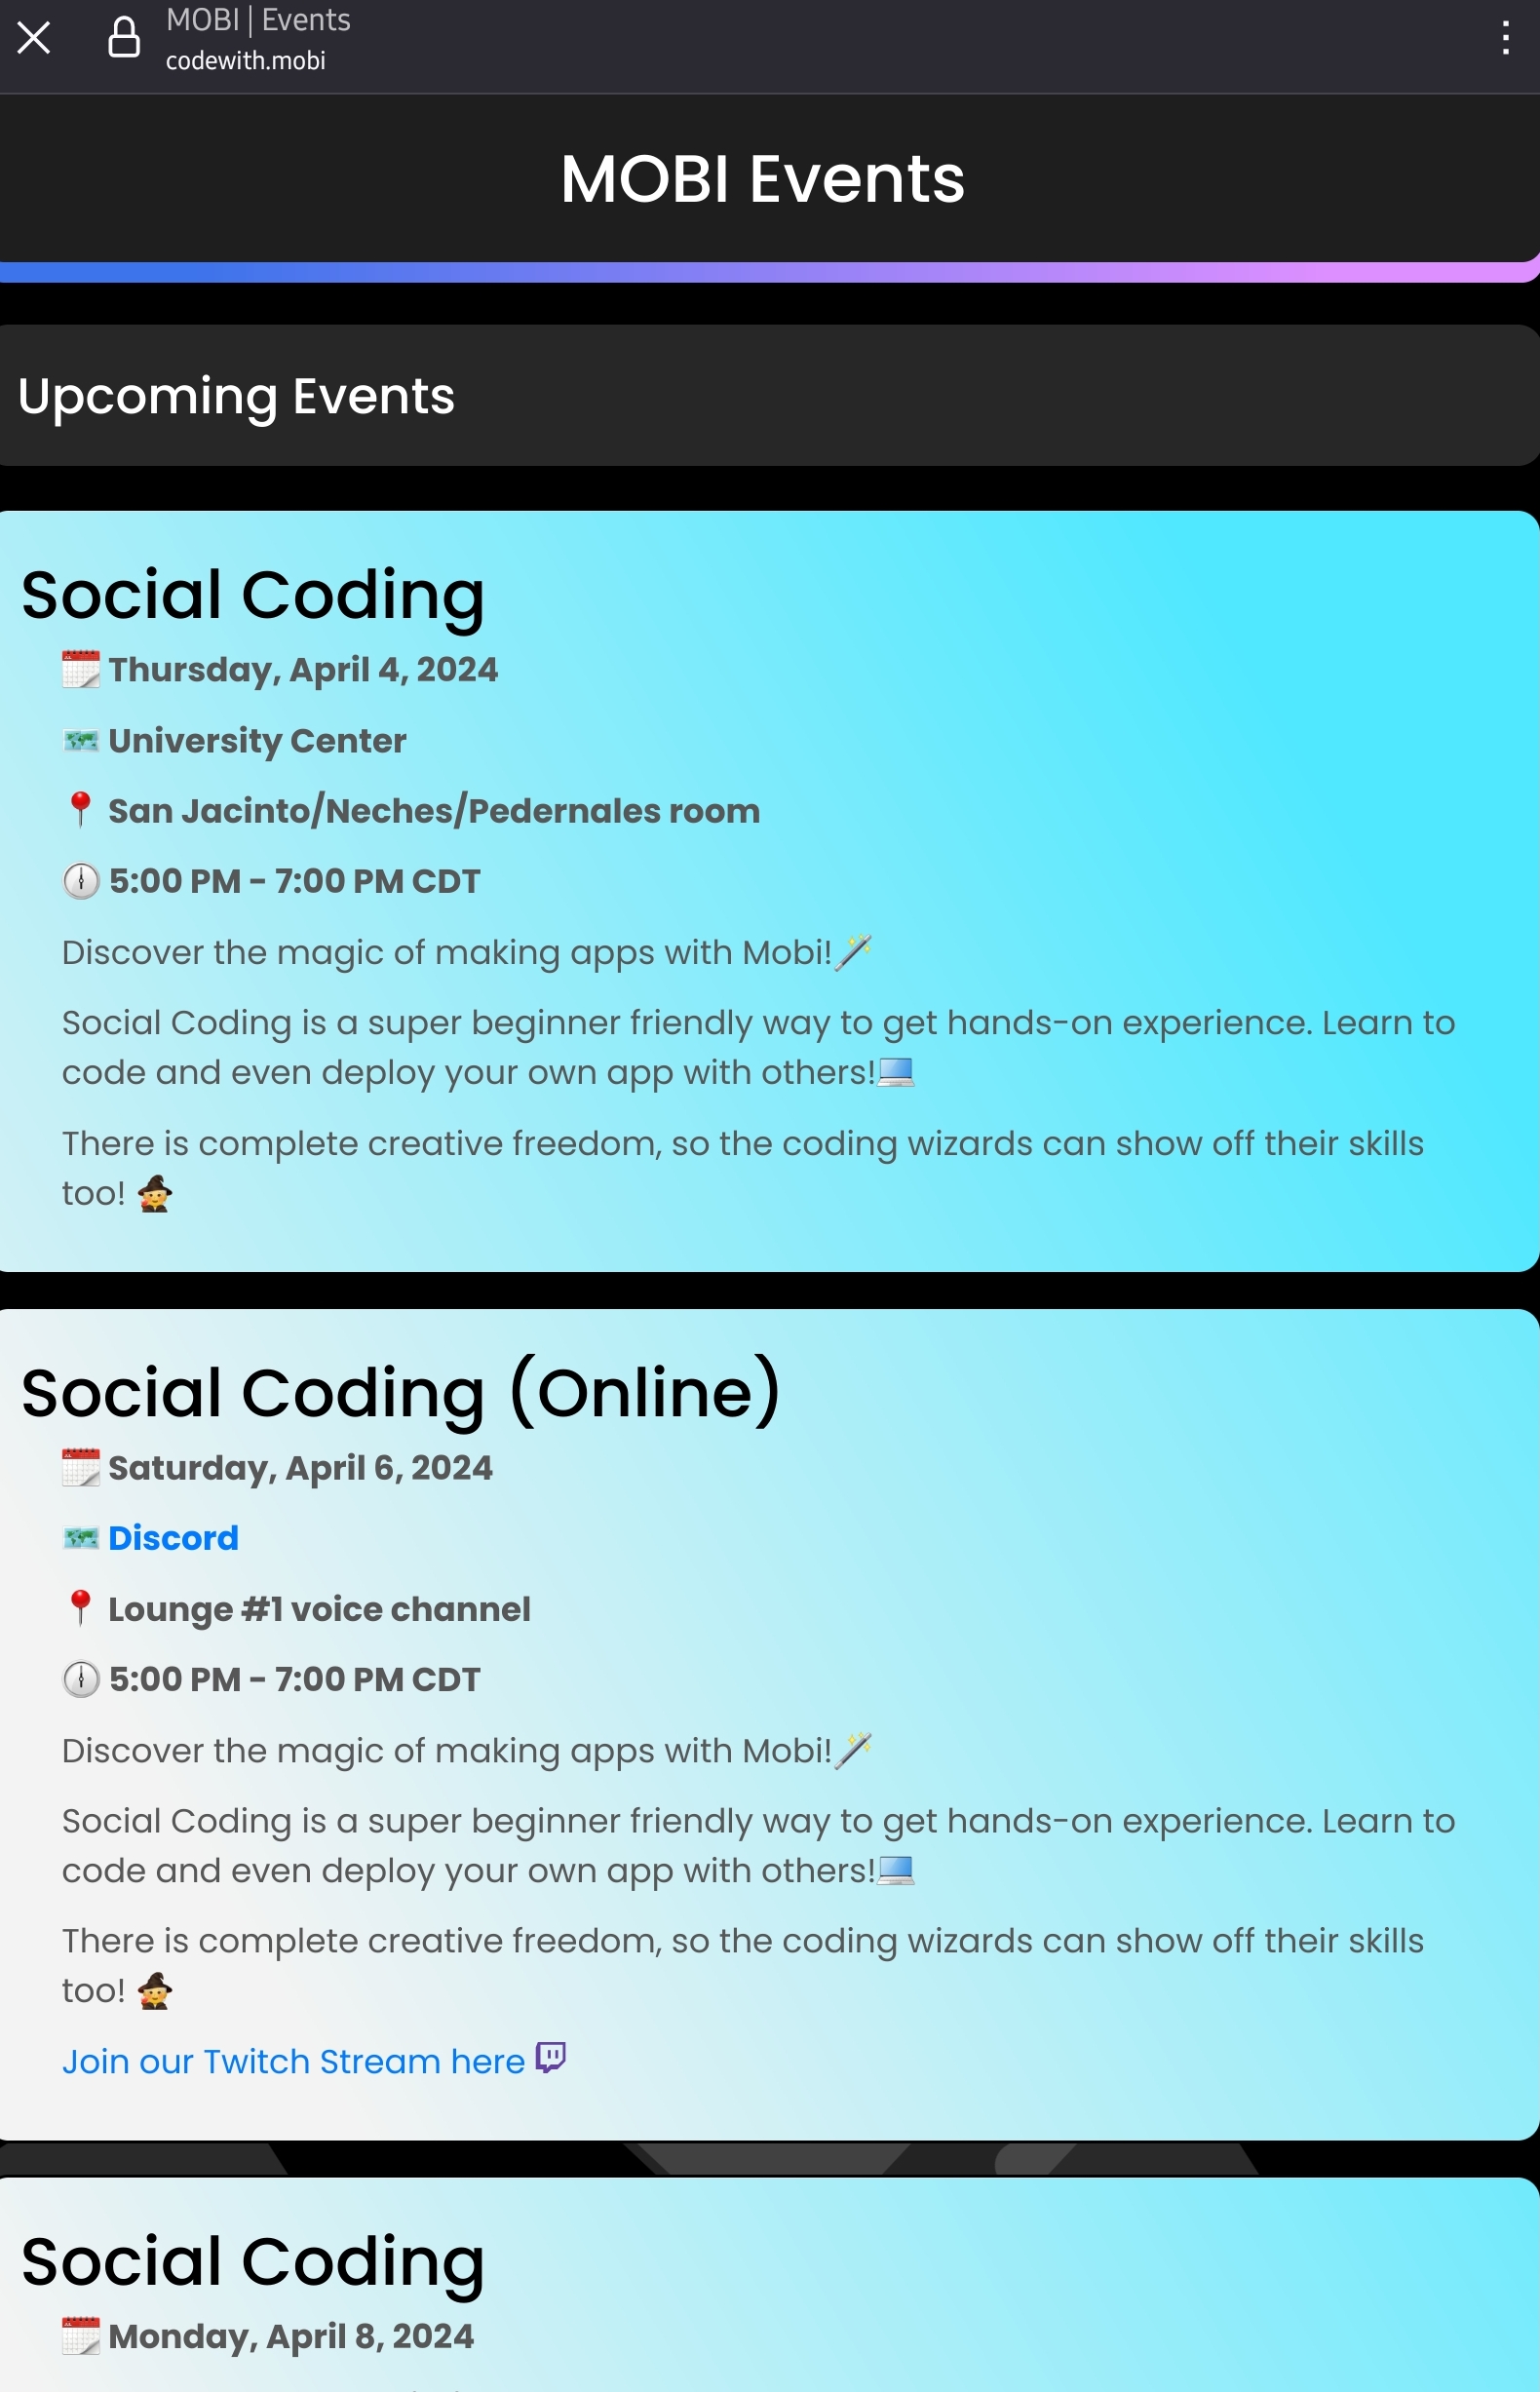 MOBI | Events
codewith.mobi
MOBI Events
Upcoming Events
Social Coding
🗓️ Thursday, April 4, 2024
🗺️ University Center
📍 San Jacinto/Neches/Pedernales room
🕛 5:00 PM - 7:00 PM CDT
Discover the magic of making apps with Mobi!🪄
Social Coding is a super beginner friendly way to get hands-on experience. Learn to
code and even deploy your own app with others!💻
There is complete creative freedom, so the coding wizards can show off their skills
too! 🧙
Social Coding (Online)
🗓️ Saturday, April 6, 2024
🗺️ Discord
📍 Lounge #1 voice channel
🕛 5:00 PM - 7:00 PM CDT
Discover the magic of making apps with Mobi!🪄
Social Coding is a super beginner friendly way to get hands-on experience. Learn to
code and even deploy your own app with others!💻
There is complete creative freedom, so the coding wizards can show off their skills
too! 🧙
Join our Twitch Stream here
Social Coding
🗓️ Monday, April 8, 2024